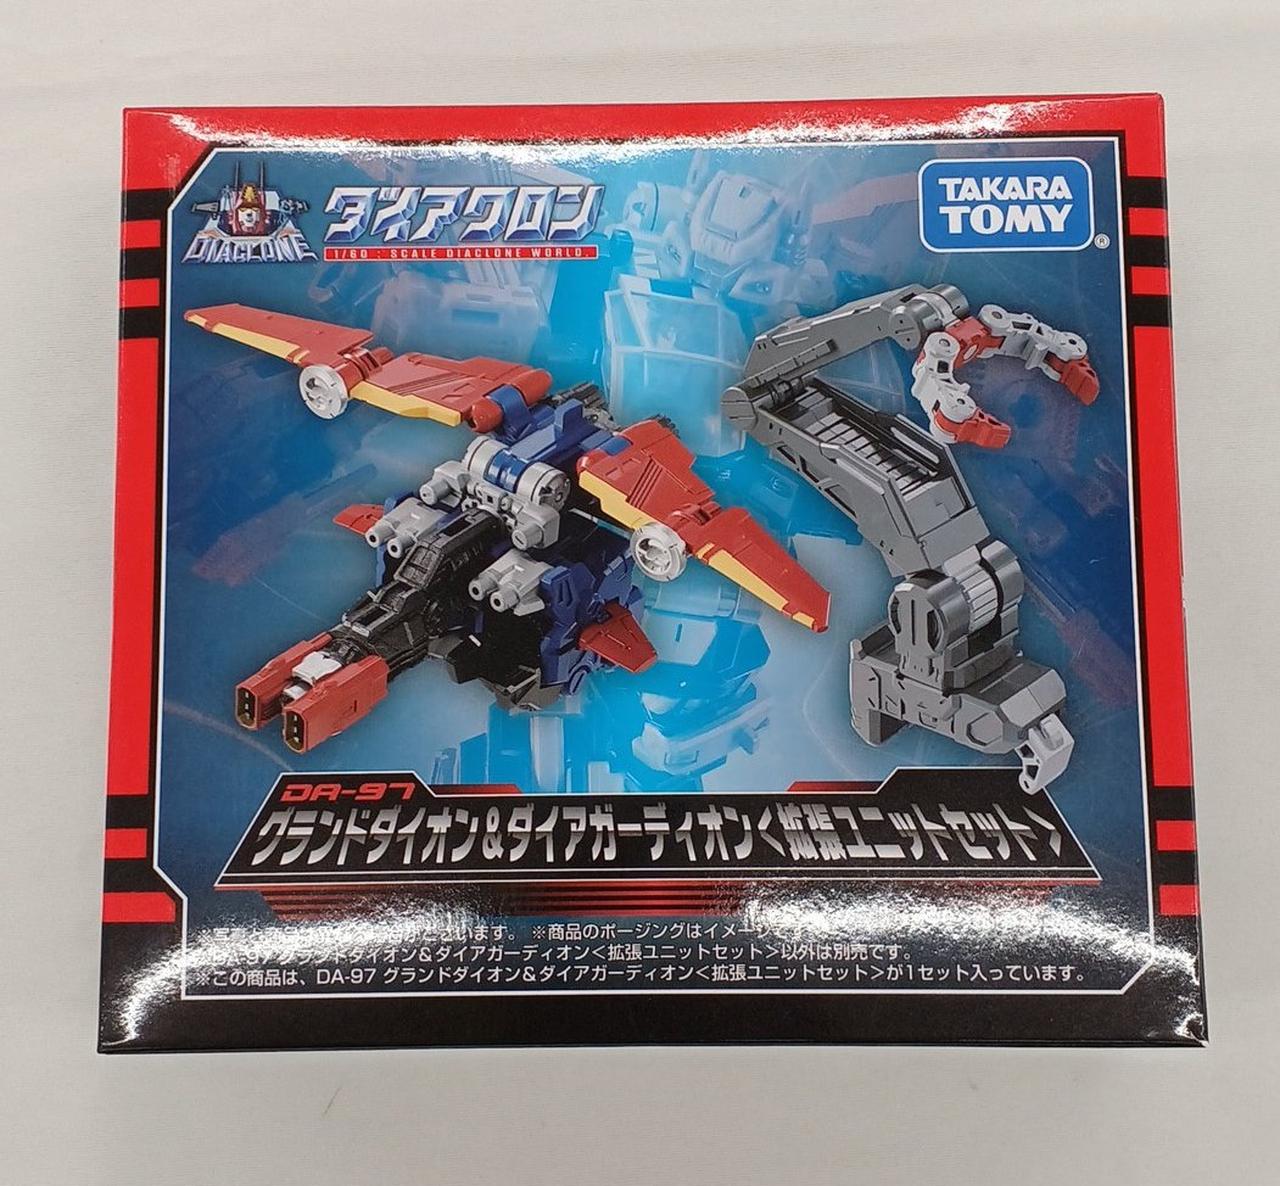 DIACLONE
ダイアクロン
1/60 : SCALE DIACLONE WORLD.
TAKARA
TOMY
®
DA-97
グランドダイオン&ダイアガーディオン<拡張ユニットセット>
ございます。 ※商品のポージングはイメージです。
DA-97 グランドダイオン&ダイアガーディオン<拡張ユニットセット>以外は別売です。
※この商品は、DA-97 グランドダイオン&ダイアガーディオン<拡張ユニットセット>が1セット入っています。